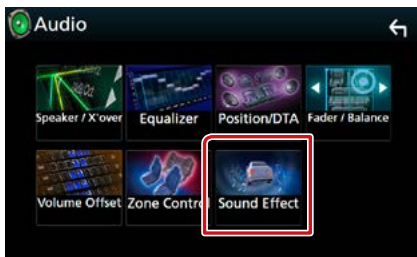 Audio
Speaker / X'over
Equalizer
Position/DTA
Fader / Balance
Volume Offset
Zone Control
Sound Effect